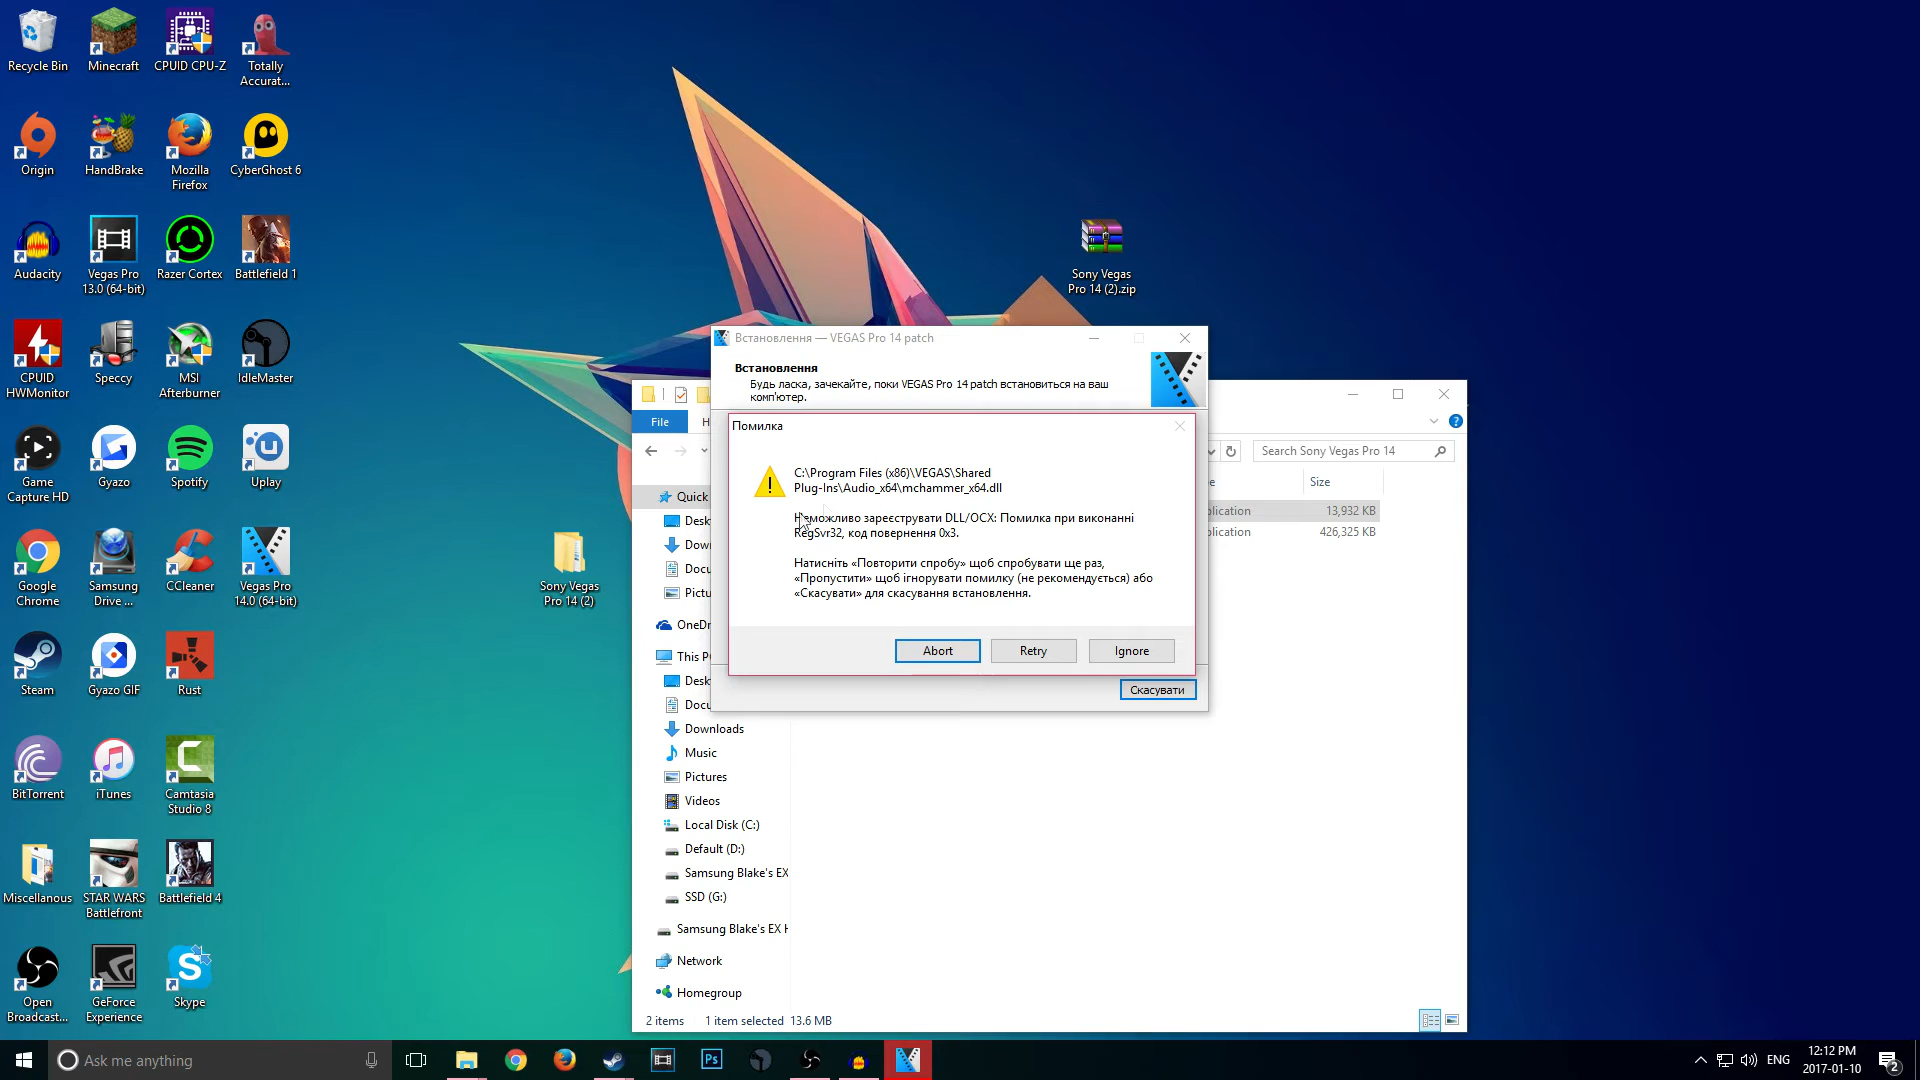 Recycle Bin
Minecraft
CPUID CPU-Z
Totally
Accurat...
Origin
HandBrake
Mozilla
Firefox
CyberGhost 6
Audacity
Vegas Pro
13.0 (64-bit)
Razer Cortex
Battlefield 1
CPUID
HWMonitor
Speccy
MSI
Afterburner
IdleMaster
Game
Capture HD
Gyazo
Spotify
Uplay
Google
Chrome
Samsung
Drive ...
CCleaner
Vegas Pro
14.0 (64-bit)
Steam
Gyazo GIF
Rust
BitTorrent
iTunes
Camtasia
Studio 8
Miscellanous
STAR WARS
Battlefront
Battlefield 4
Open
Broadcast...
GeForce
Experience
Skype
Sony Vegas
Pro 14 (2)
Sony Vegas
Pro 14 (2).zip
Встановлення — VEGAS Pro 14 patch
Встановлення
Будь ласка, зачекайте, поки VEGAS Pro 14 patch встановиться на ваш
комп'ютер.
Помилка
C:\Program Files (x86)\VEGAS\Shared
Plug-Ins\Audio_x64\mchammer_x64.dll
Неможливо зареєструвати DLL/OCX: Помилка при виконанні
RegSvr32, код повернення 0x3.
Натисніть «Повторити спробу» щоб спробувати ще раз,
«Пропустити» щоб ігнорувати помилку (не рекомендується) або
«Скасувати» для скасування встановлення.
Abort
Retry
Ignore
Скасувати
File
Search Sony Vegas Pro 14
Size
13,932 KB
426,325 KB
Quick
OneDr
This P
Downloads
Music
Pictures
Videos
Local Disk (C:)
Default (D:)
Samsung Blake's EX
SSD (G:)
Samsung Blake's EX H
Network
Homegroup
2 items
1 item selected 13.6 MB
Ask me anything
Ps
ENG
12:12 PM
2017-01-10
2